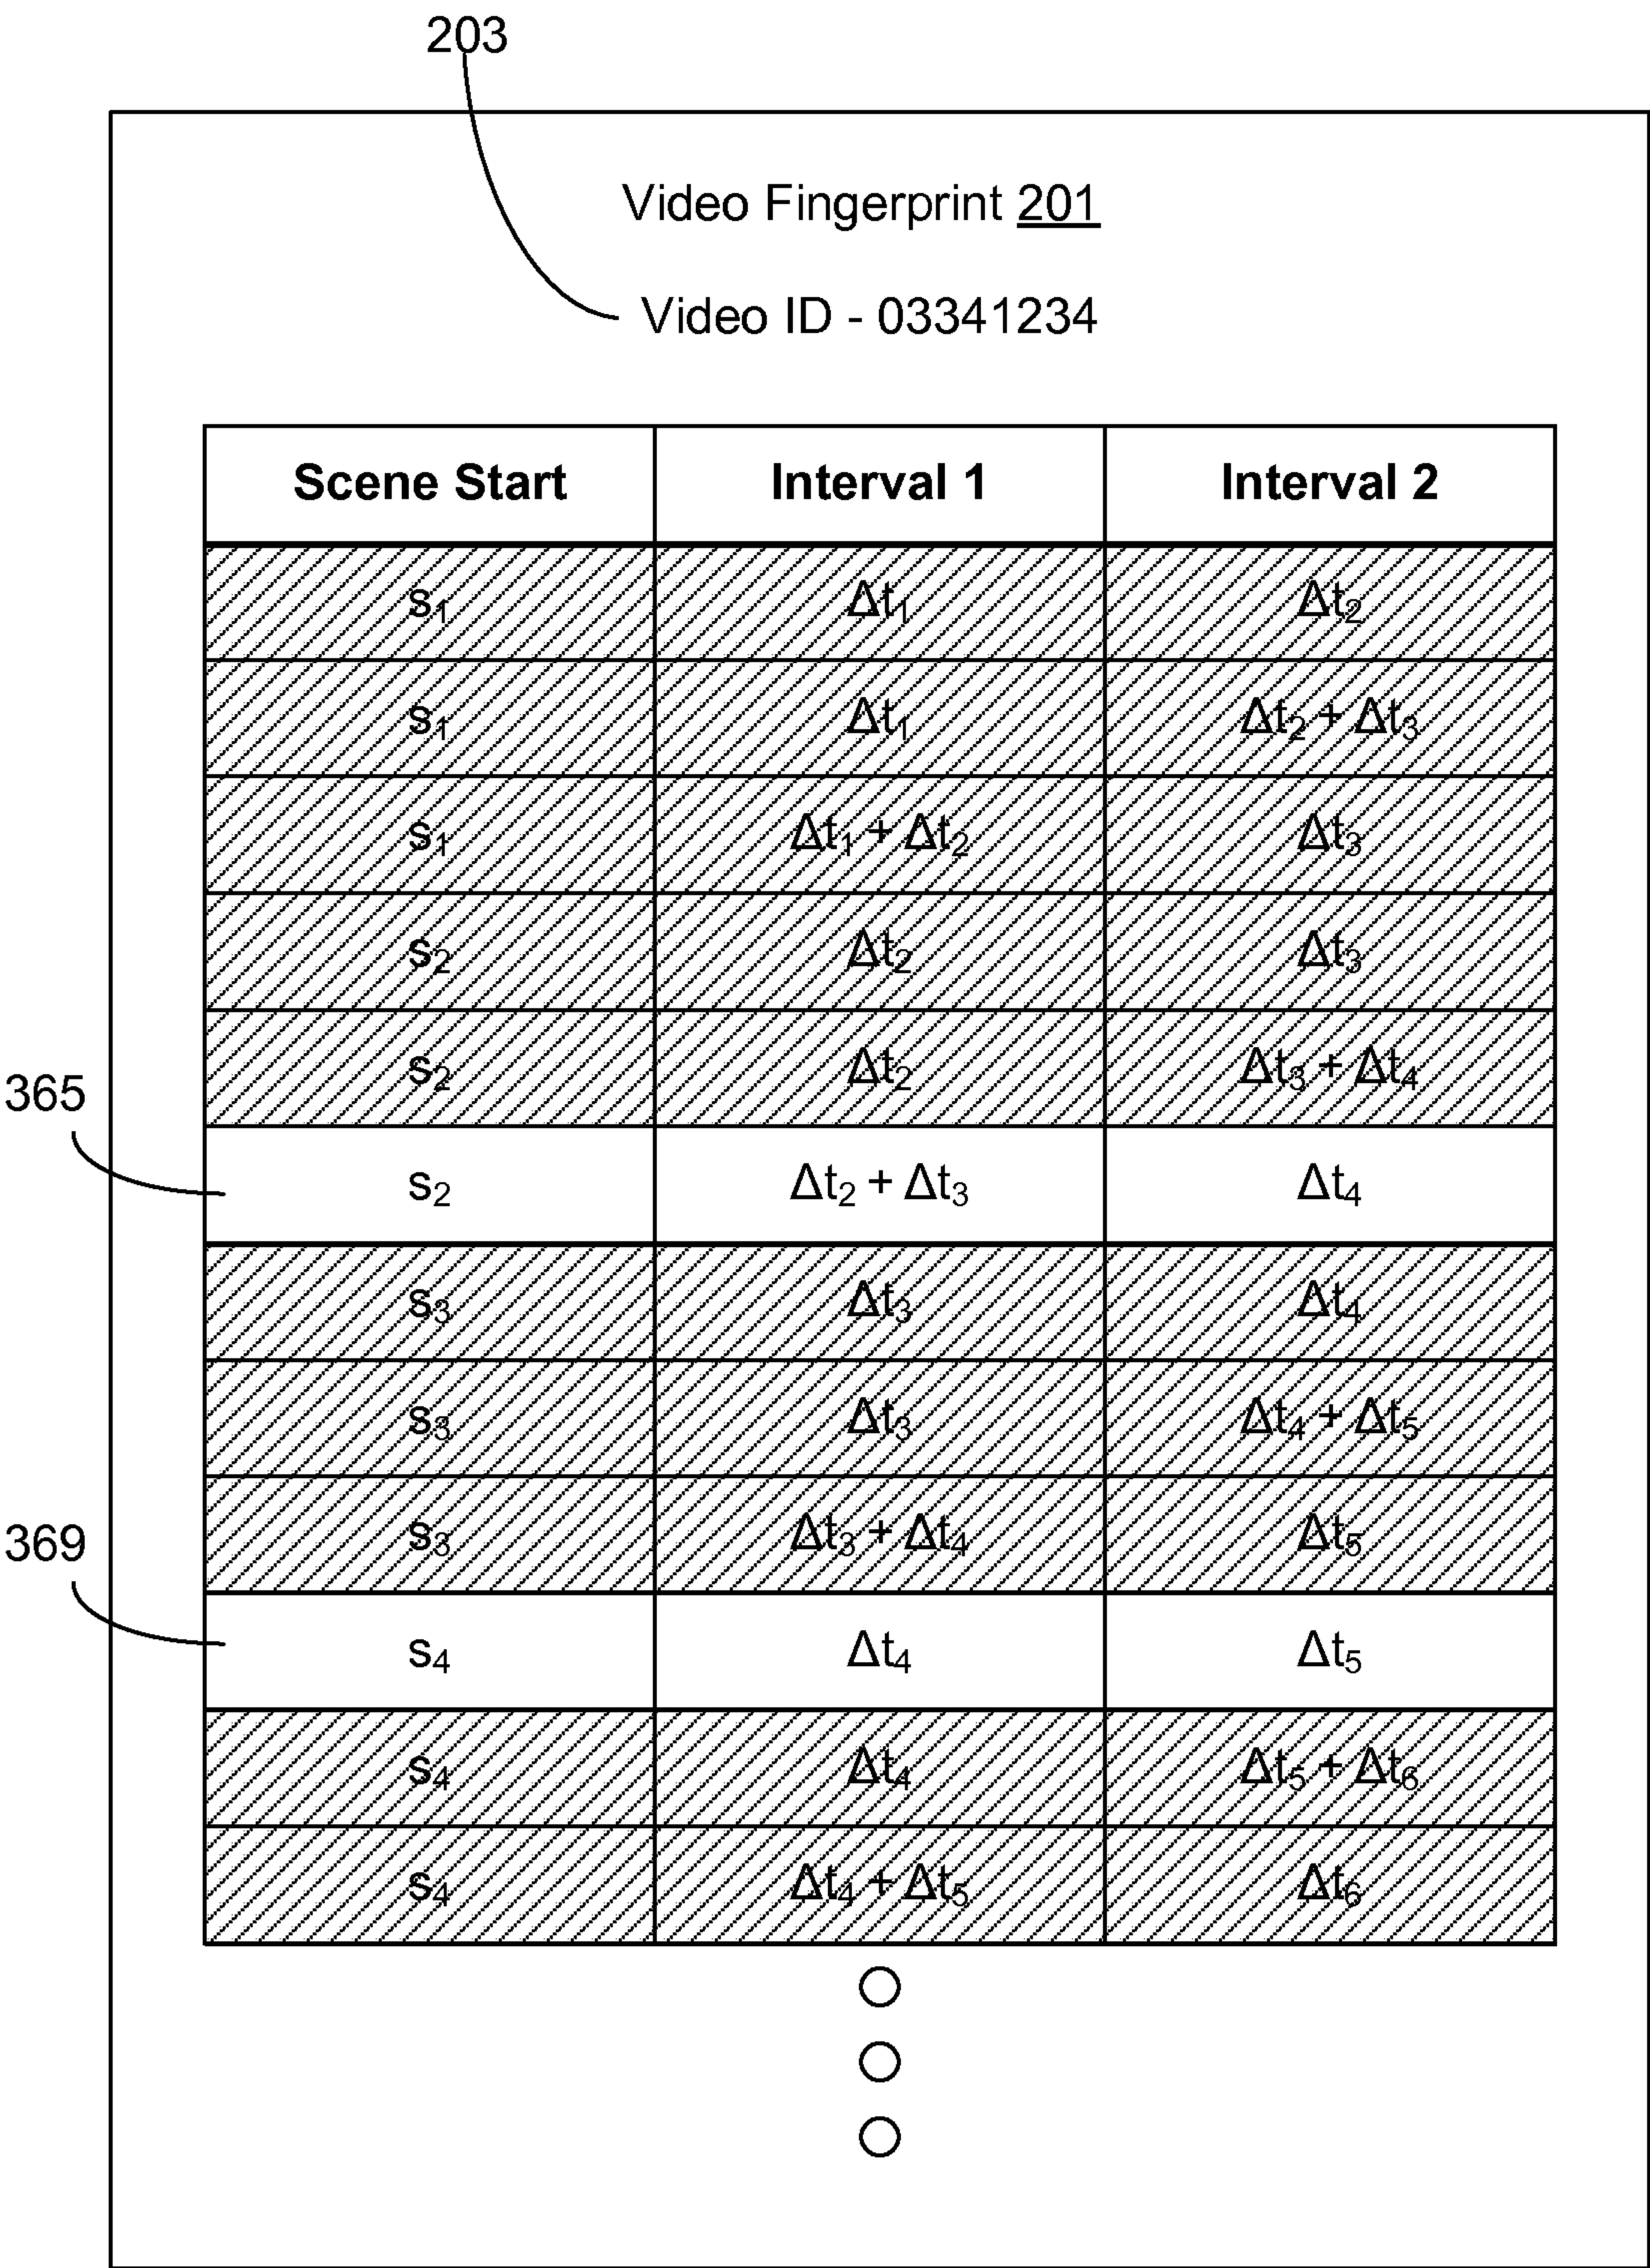 203
Video Fingerprint 201
Video ID - 03341234
Scene Start Interval 1 Interval 2
s₁ Δt₁ Δt₂
s₁ Δt₁ Δt₂ + Δt₃
s₁ Δt₁ + Δt₂ Δt₃
s₂ Δt₂ Δt₃
s₂ Δt₂ Δt₃ + Δt₄
365
s₂ Δt₂ + Δt₃ Δt₄
s₃ Δt₃ Δt₄
s₃ Δt₃ Δt₄ + Δt₅
s₃ Δt₃ + Δt₄ Δt₅
369
s₄ Δt₄ Δt₅
s₄ Δt₄ Δt₅ + Δt₆
s₄ Δt₄ + Δt₅ Δt₆